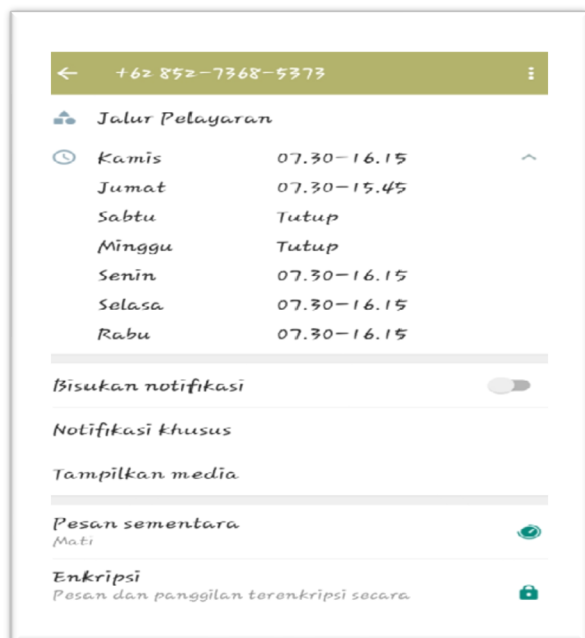 +62 852-7368-5373
Jalur Pelayaran
Kamis 07.30-16.15
Jumat 07.30-15.45
Sabtu Tutup
Minggu Tutup
Senin 07.30-16.15
Selasa 07.30-16.15
Rabu 07.30-16.15
Bisukan notifikasi
Notifikasi khusus
Tampilkan media
Pesan sementara
Mati
Enkripsi
Pesan dan panggilan terenkripsi secara